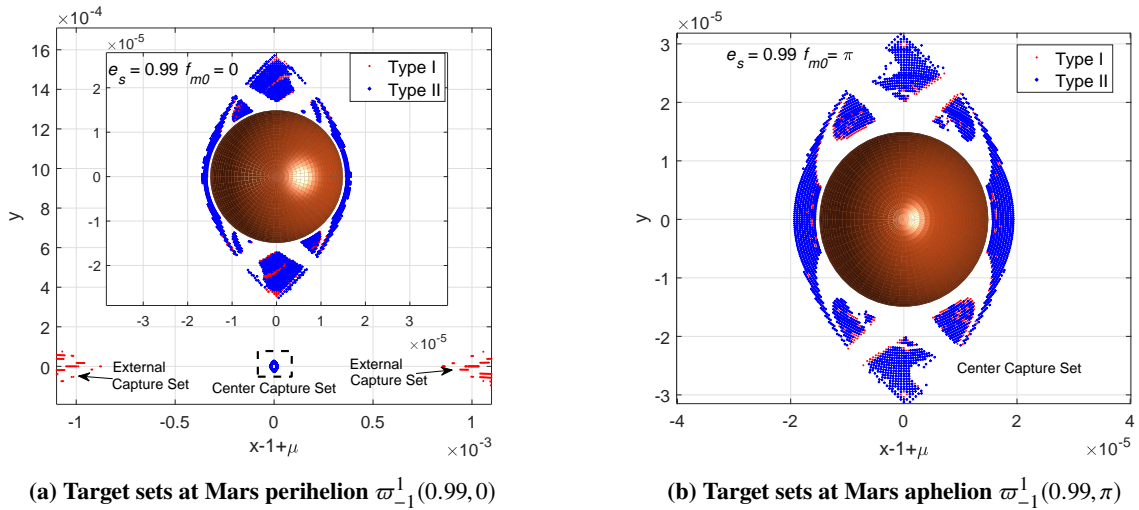 ×10⁻⁴
16
14
12
10
8
6
4
2
0
y
×10⁻⁵
e_s = 0.99 f_m0 = 0
Type I
Type II
2
1
0
-1
-2
-3 -2 -1 0 1 2 3
×10⁻⁵
External
Capture Set
Center Capture Set
External
Capture Set
-1 -0.5 0 0.5 1
x-1+μ
×10⁻³
(a) Target sets at Mars perihelion ϖ¹₋₁(0.99, 0)
×10⁻⁵
e_s = 0.99 f_m0 = π
Type I
Type II
3
2
1
0
-1
-2
-3
y
Center Capture Set
-4 -2 0 2 4
x-1+μ
×10⁻⁵
(b) Target sets at Mars aphelion ϖ¹₋₁(0.99, π)